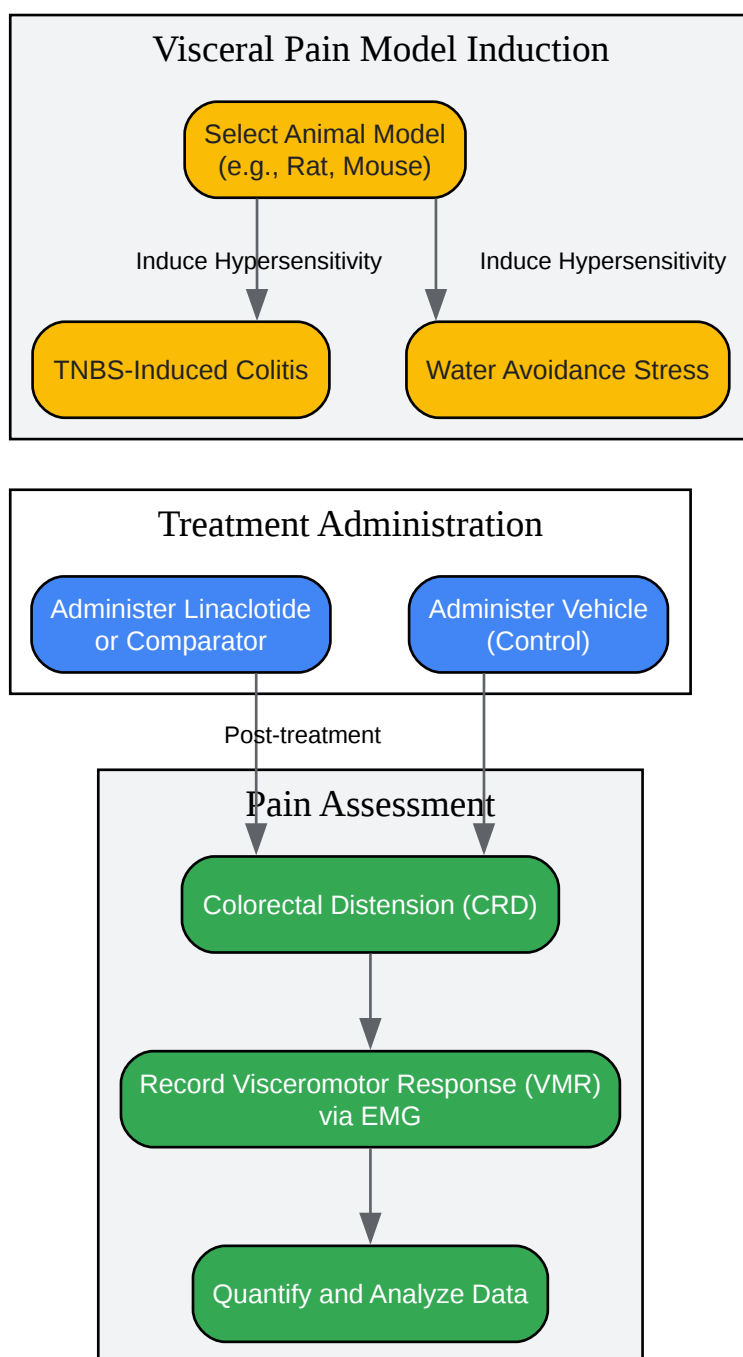 Visceral Pain Model Induction
Select Animal Model
(e.g., Rat, Mouse)
Induce Hypersensitivity
Induce Hypersensitivity
TNBS-Induced Colitis
Water Avoidance Stress
Treatment Administration
Administer Linaclotide
or Comparator
Administer Vehicle
(Control)
Post-treatment
Pain Assessment
Colorectal Distension (CRD)
Record Visceromotor Response (VMR)
via EMG
Quantify and Analyze Data